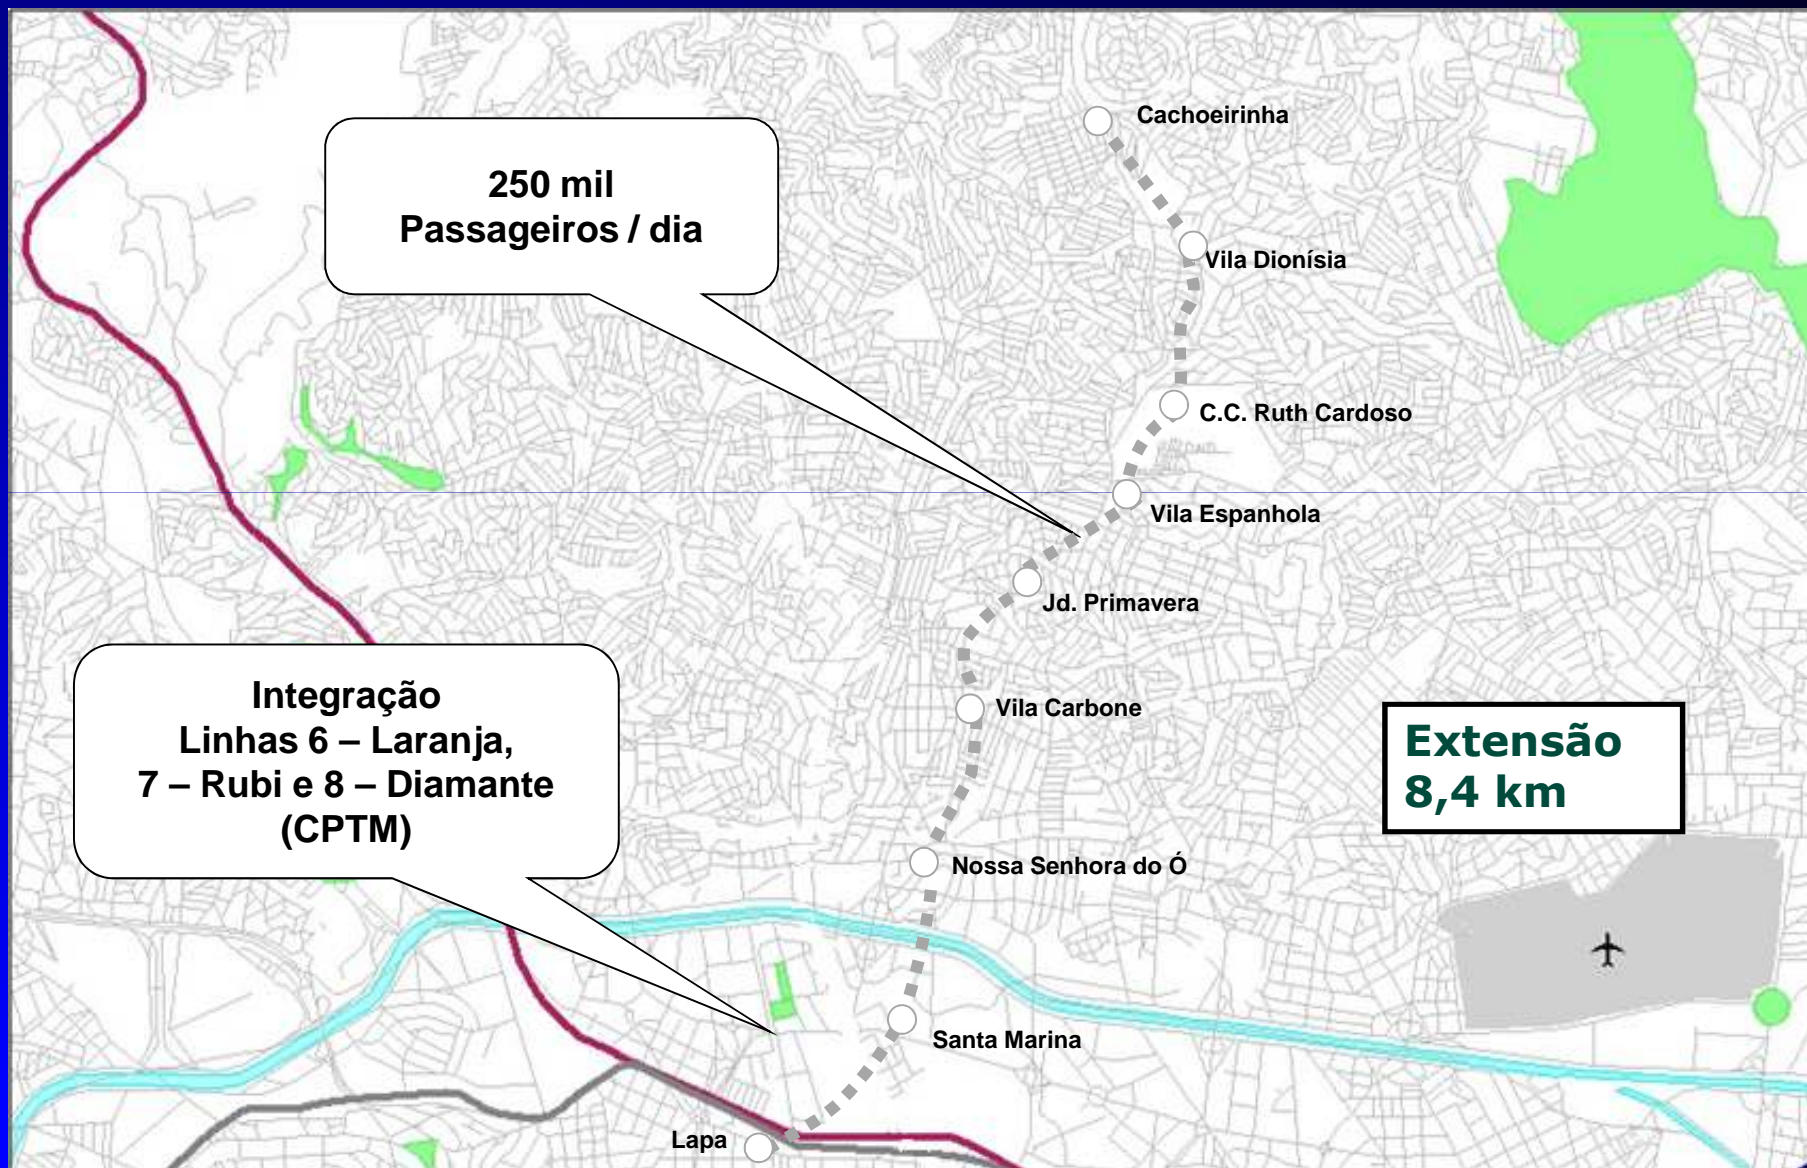 Cachoeirinha
250 mil
Passageiros / dia
Vila Dionísia
C.C. Ruth Cardoso
Vila Espanhola
Jd. Primavera
Integração
Linhas 6 – Laranja,
7 – Rubi e 8 – Diamante
(CPTM)
Vila Carbone
Extensão
8,4 km
Nossa Senhora do Ó
Santa Marina
Lapa